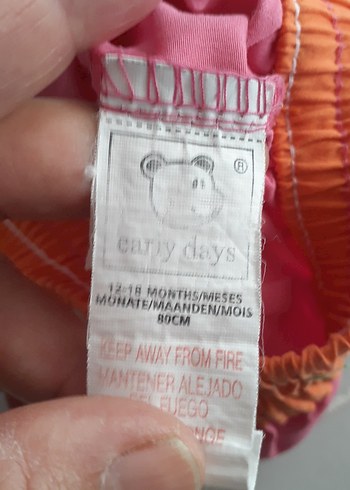 ®
early days
12-18 MONTHS/MESES
MONATE/MAANDEN/MOIS
80CM
KEEP AWAY FROM FIRE
MANTENER ALEJADO
DEL FUEGO